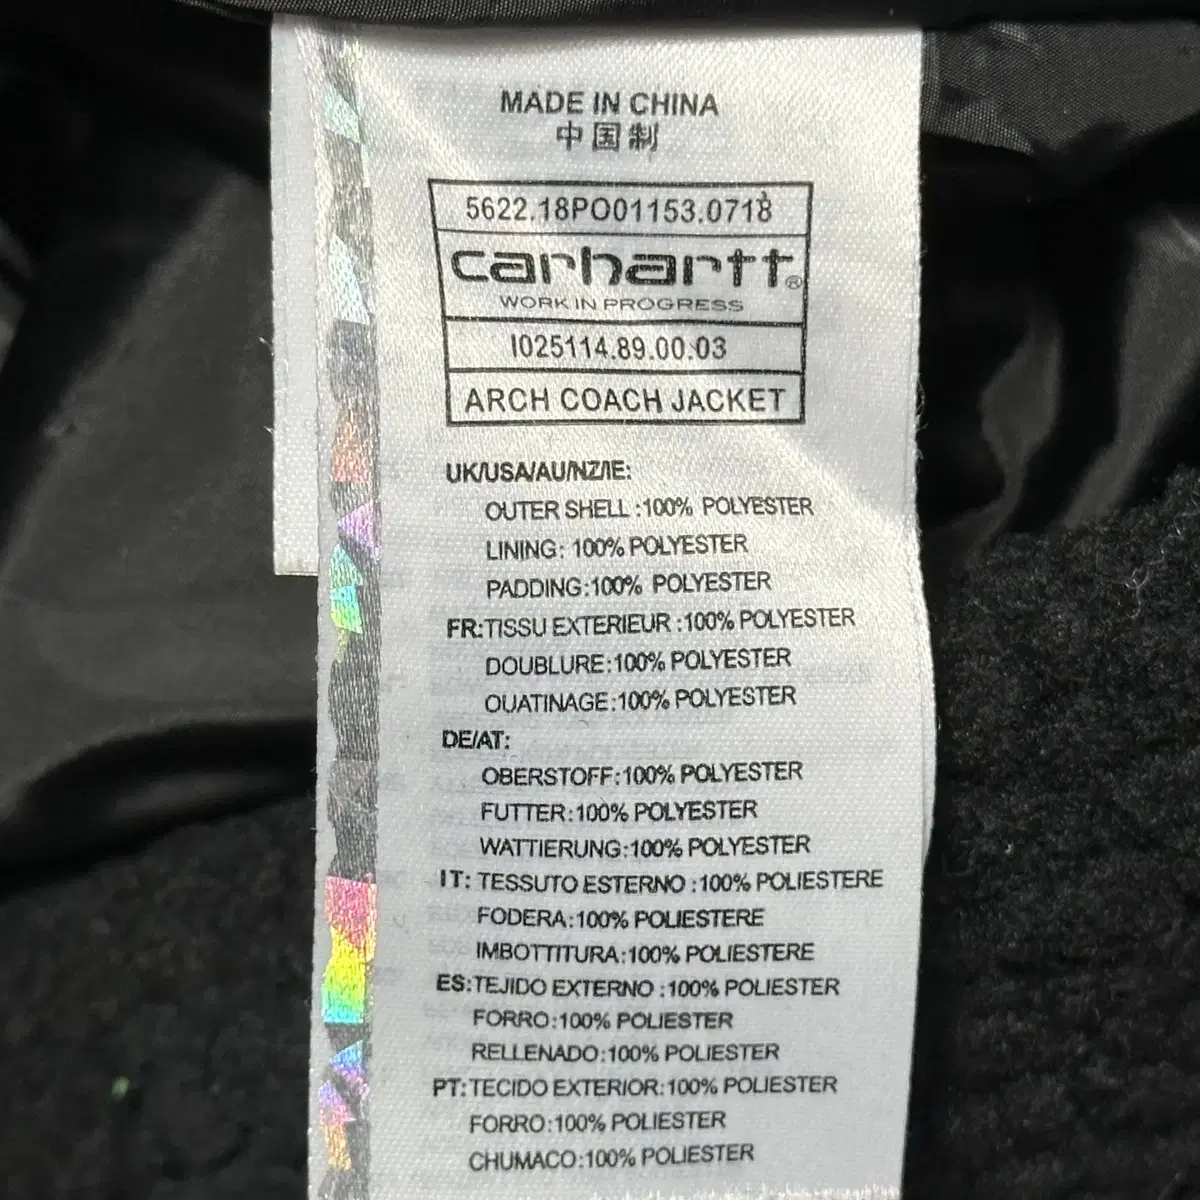 MADE IN CHINA
中国制
5622.18PO01153.0718
carhartt®
WORK IN PROGRESS
I025114.89.00.03
ARCH COACH JACKET
UK/USA/AU/NZ/IE:
OUTER SHELL :100% POLYESTER
LINING: 100% POLYESTER
PADDING:100% POLYESTER
FR:TISSU EXTERIEUR :100% POLYESTER
DOUBLURE:100% POLYESTER
OUATINAGE:100% POLYESTER
DE/AT:
OBERSTOFF:100% POLYESTER
FUTTER:100% POLYESTER
WATTIERUNG:100% POLYESTER
IT: TESSUTO ESTERNO :100% POLIESTERE
FODERA:100% POLIESTERE
IMBOTTITURA:100% POLIESTERE
ES:TEJIDO EXTERNO :100% POLIESTER
FORRO:100% POLIESTER
RELLENADO:100% POLIESTER
PT:TECIDO EXTERIOR:100% POLIESTER
FORRO:100% POLIESTER
CHUMACO:100% POLIESTER